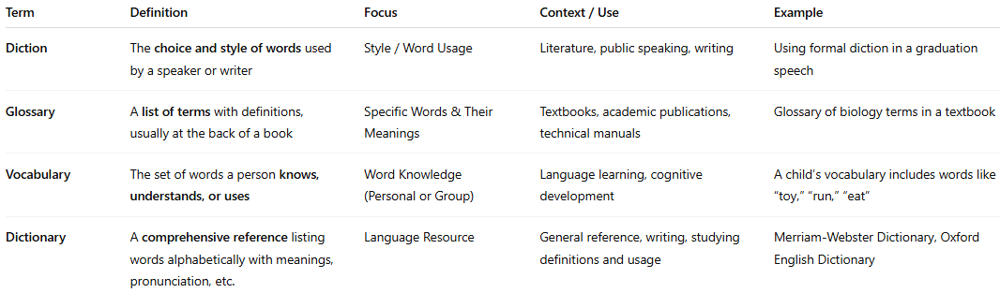 Term Definition Focus Context / Use Example
Diction The choice and style of words used Style / Word Usage Literature, public speaking, writing Using formal diction in a graduation
by a speaker or writer speech
Glossary A list of terms with definitions, Specific Words & Their Textbooks, academic publications, Glossary of biology terms in a textbook
usually at the back of a book Meanings technical manuals
Vocabulary The set of words a person knows, Word Knowledge Language learning, cognitive A child’s vocabulary includes words like
understands, or uses (Personal or Group) development “toy,” “run,” “eat”
Dictionary A comprehensive reference listing Language Resource General reference, writing, studying Merriam-Webster Dictionary, Oxford
words alphabetically with meanings, definitions and usage English Dictionary
pronunciation, etc.